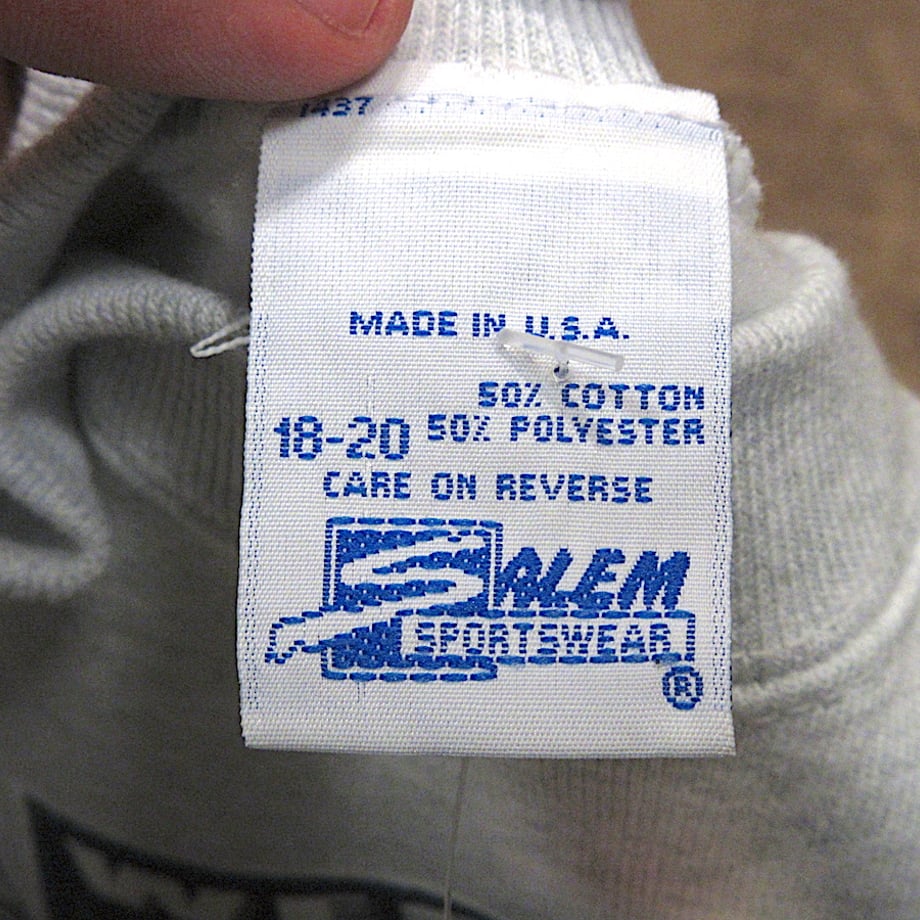 1437
MADE IN U.S.A.
50% COTTON
18-20 50% POLYESTER
CARE ON REVERSE
SALEM
SPORTSWEAR
®